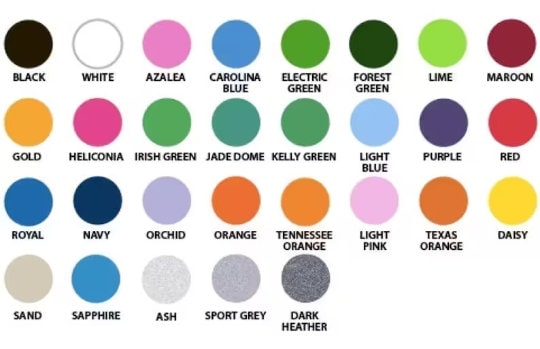 BLACK
WHITE
AZALEA
CAROLINA
BLUE
ELECTRIC
GREEN
FOREST
GREEN
LIME
MAROON
GOLD
HELICONIA
IRISH GREEN
JADE DOME
KELLY GREEN
LIGHT
BLUE
PURPLE
RED
ROYAL
NAVY
ORCHID
ORANGE
TENNESSEE
ORANGE
LIGHT
PINK
TEXAS
ORANGE
DAISY
SAND
SAPPHIRE
ASH
SPORT GREY
DARK
HEATHER